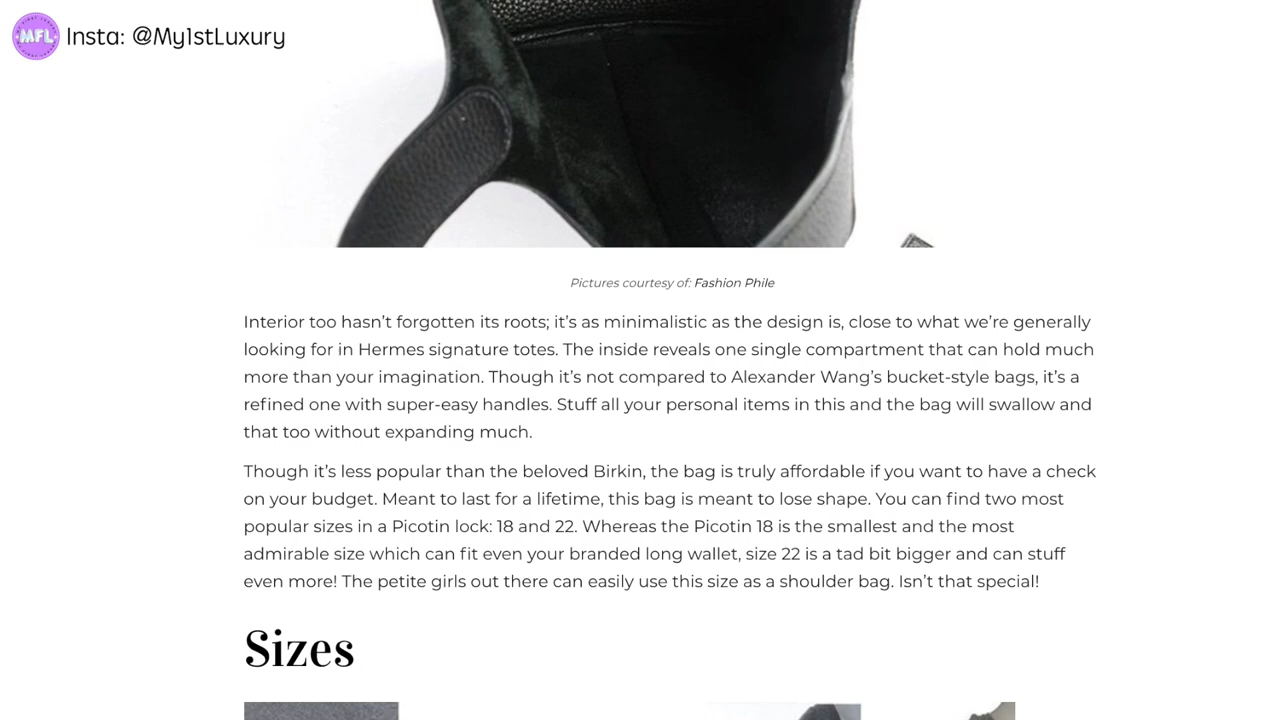 MFL
Insta: @My1stLuxury
Pictures courtesy of: Fashion Phile
Interior too hasn't forgotten its roots; it's as minimalistic as the design is, close to what we're generally
looking for in Hermes signature totes. The inside reveals one single compartment that can hold much
more than your imagination. Though it's not compared to Alexander Wang's bucket-style bags, it's a
refined one with super-easy handles. Stuff all your personal items in this and the bag will swallow and
that too without expanding much.
Though it's less popular than the beloved Birkin, the bag is truly affordable if you want to have a check
on your budget. Meant to last for a lifetime, this bag is meant to lose shape. You can find two most
popular sizes in a Picotin lock: 18 and 22. Whereas the Picotin 18 is the smallest and the most
admirable size which can fit even your branded long wallet, size 22 is a tad bit bigger and can stuff
even more! The petite girls out there can easily use this size as a shoulder bag. Isn't that special!
Sizes